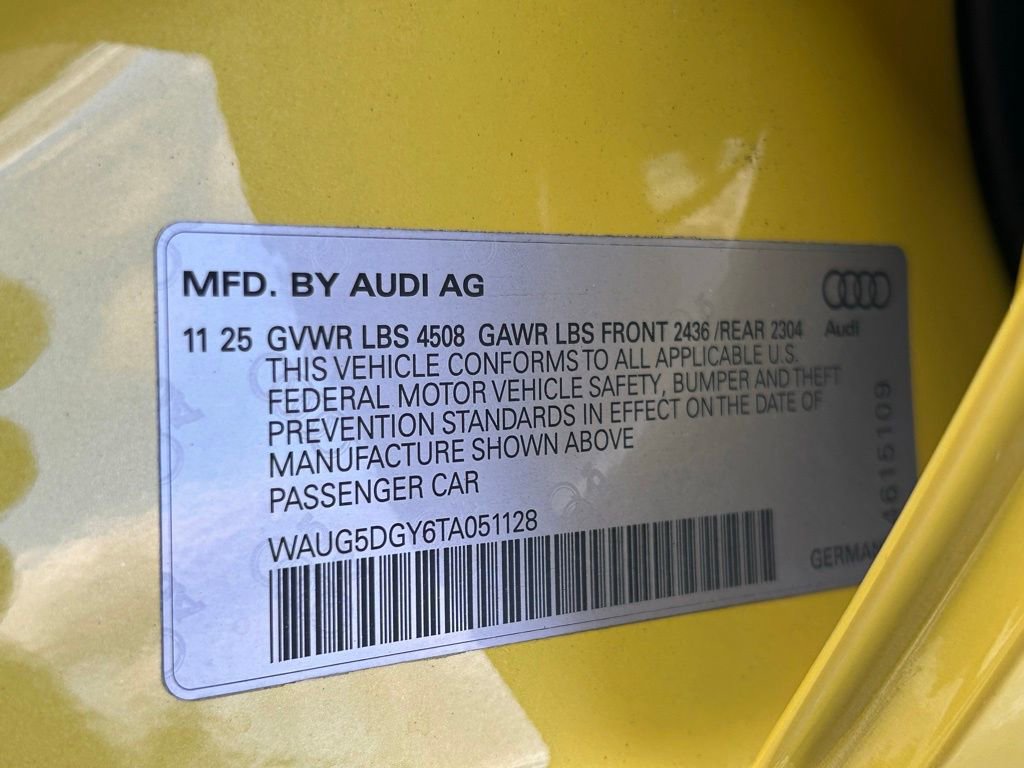 MFD. BY AUDI AG
Audi
11 25 GVWR LBS 4508 GAWR LBS FRONT 2436 /REAR 2304
THIS VEHICLE CONFORMS TO ALL APPLICABLE U.S.
FEDERAL MOTOR VEHICLE SAFETY, BUMPER AND THEFT
PREVENTION STANDARDS IN EFFECT ON THE DATE OF
MANUFACTURE SHOWN ABOVE
PASSENGER CAR
WAUG5DGY6TA051128
46115109